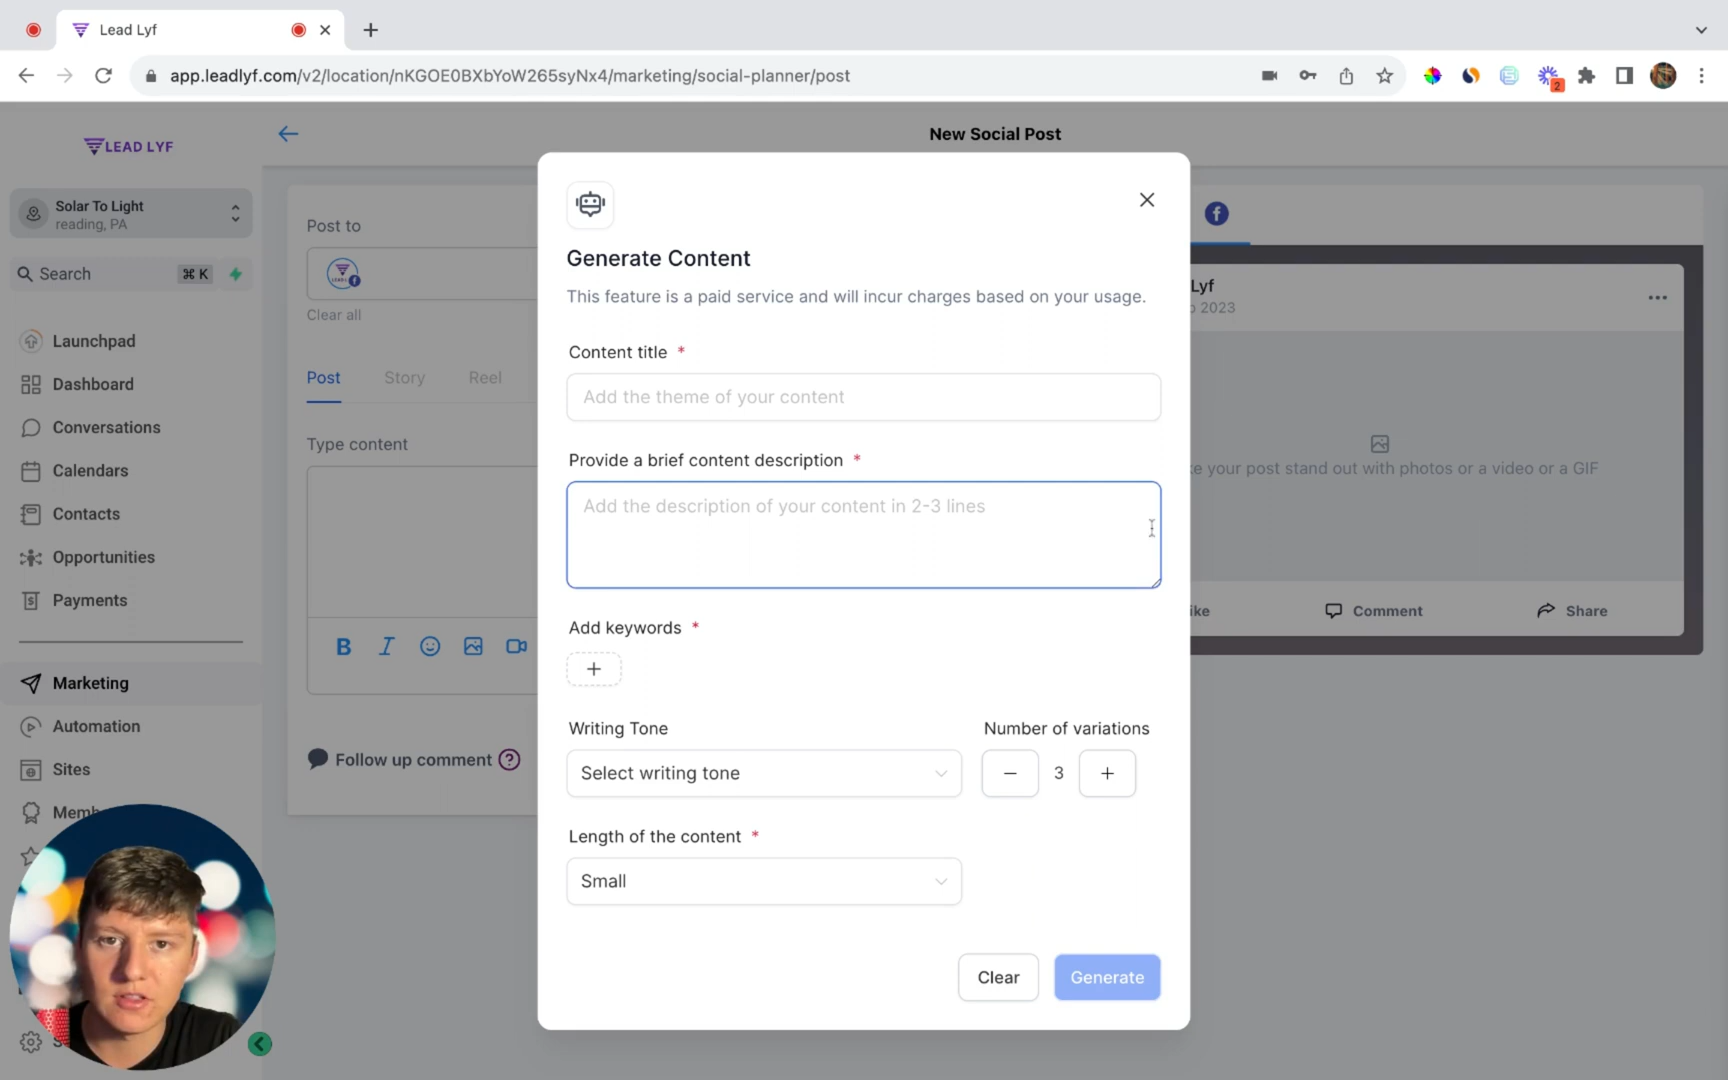 Lead Lyf
app.leadlyf.com/v2/location/nKGOE0BXbYoW265syNx4/marketing/social-planner/post
2
LEAD LYF
New Social Post
Solar To Light
reading, PA
Search
⌘ K
Launchpad
Dashboard
Conversations
Calendars
Contacts
Opportunities
Payments
Marketing
Automation
Sites
Memb
Post to
Clear all
Post
Story
Reel
Type content
B
I
Follow up comment ?
Generate Content
This feature is a paid service and will incur charges based on your usage.
Content title *
Add the theme of your content
Provide a brief content description *
Add the description of your content in 2-3 lines
Add keywords *
+
Writing Tone
Number of variations
Select writing tone
− 3 +
Length of the content *
Small
Clear
Generate
Lyf
2023
e your post stand out with photos or a video or a GIF
ike
Comment
Share